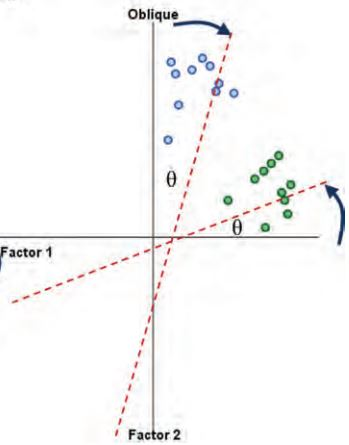 Oblique
θ
θ
Factor 1
Factor 2